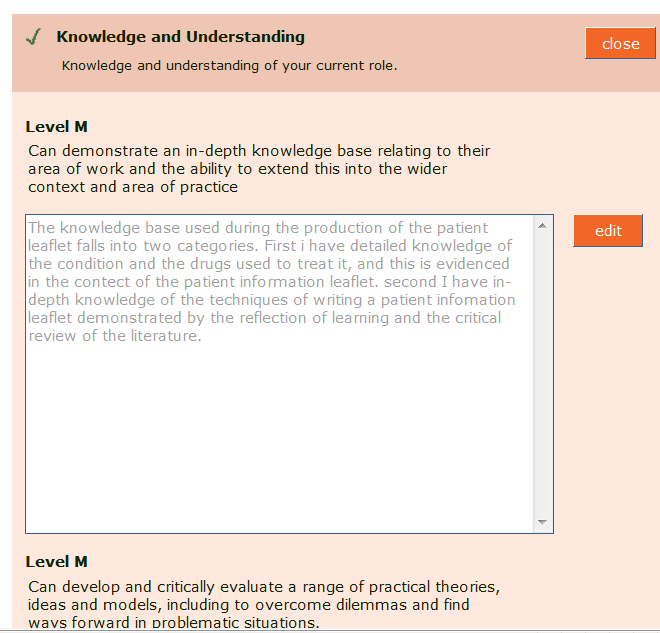 Knowledge and Understanding
close
Knowledge and understanding of your current role.
Level M
Can demonstrate an in-depth knowledge base relating to their
area of work and the ability to extend this into the wider
context and area of practice
The knowledge base used during the production of the patient
leaflet falls into two categories. First i have detailed knowledge of
the condition and the drugs used to treat it, and this is evidenced
in the contect of the patient information leaflet. second I have in-
depth knowledge of the techniques of writing a patient infomation
leaflet demonstrated by the reflection of learning and the critical
review of the literature.
edit
Level M
Can develop and critically evaluate a range of practical theories,
ideas and models, including to overcome dilemmas and find
ways forward in problematic situations.